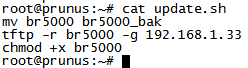 root@prunus:~# cat update.sh
mv br5000 br5000_bak
tftp -r br5000 -g 192.168.1.33
chmod +x br5000
root@prunus:~#